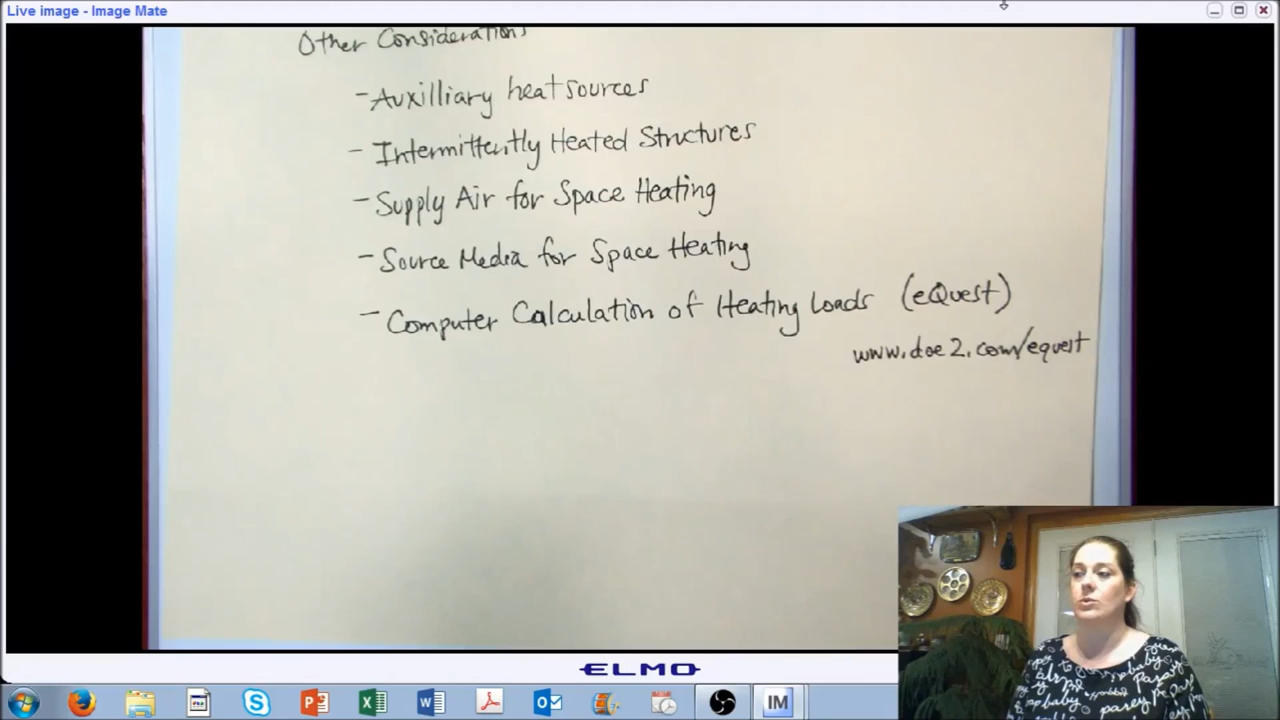 Live image - Image Mate
Other Considerations
- Auxilliary heat sources
- Intermittently Heated Structures
- Supply Air for Space Heating
- Source Media for Space Heating
- Computer Calculation of Heating Loads (eQuest)
www.doe2.com/equest
ELMO
IM